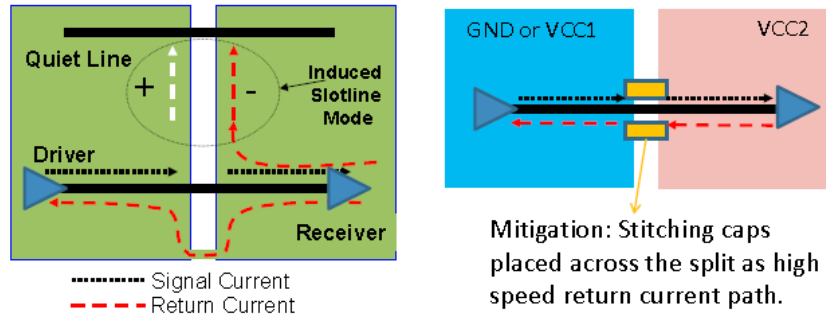 Quiet Line
+
-
Induced
Slotline
Mode
Driver
Receiver
Signal Current
Return Current
GND or VCC1
VCC2
Mitigation: Stitching caps
placed across the split as high
speed return current path.